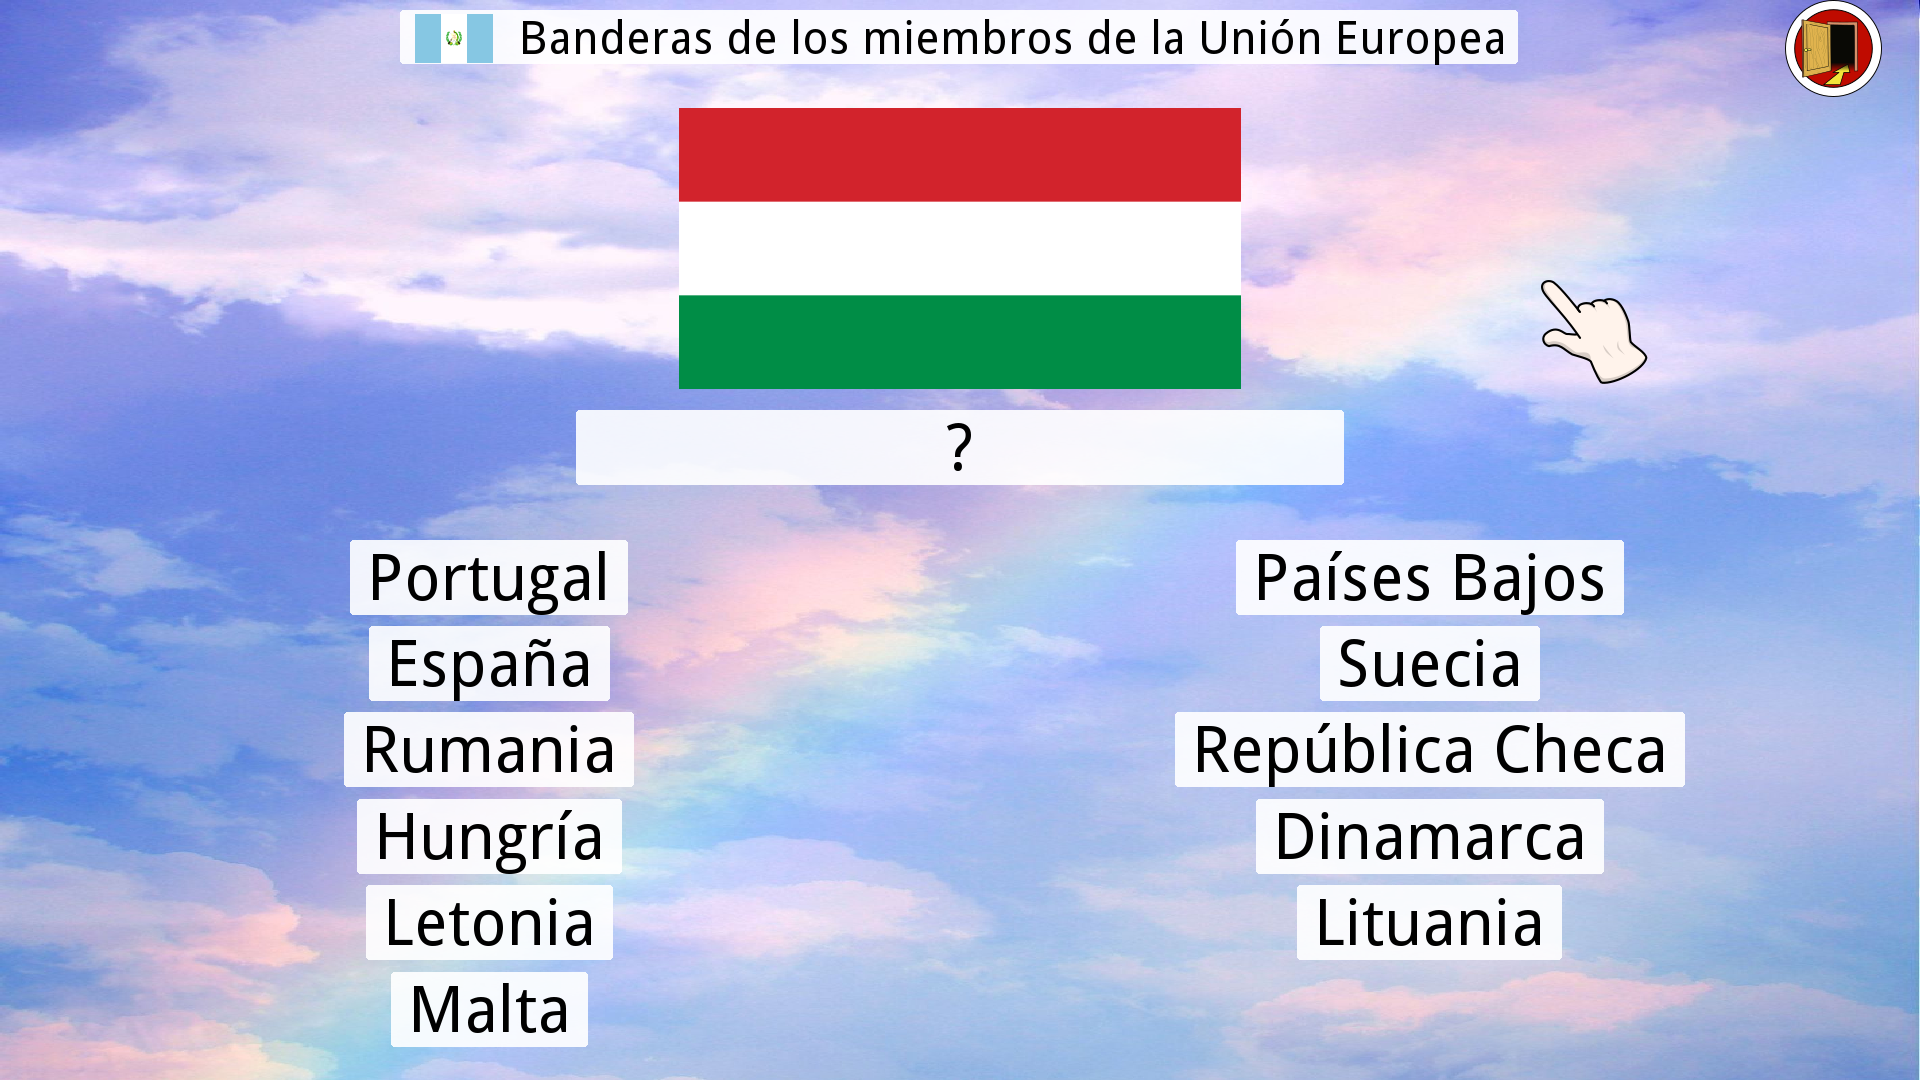 Banderas de los miembros de la Unión Europea
?
Portugal
España
Rumania
Hungría
Letonia
Malta
Países Bajos
Suecia
República Checa
Dinamarca
Lituania